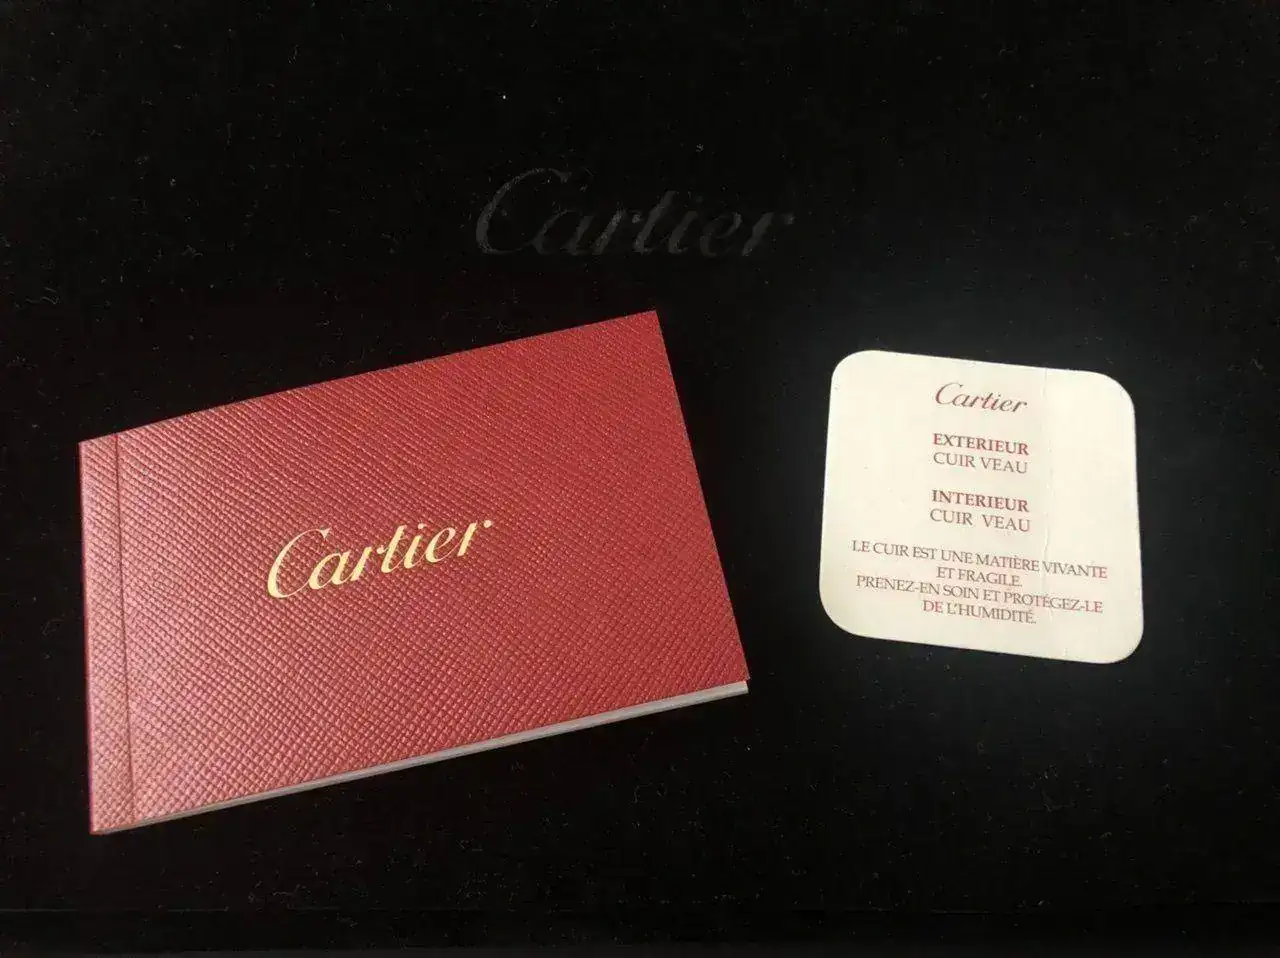 Cartier
Cartier
Cartier
EXTERIEUR
CUIR VEAU
INTERIEUR
CUIR VEAU
LE CUIR EST UNE MATIÈRE VIVANTE
ET FRAGILE.
PRENEZ-EN SOIN ET PROTÉGEZ-LE
DE L'HUMIDITÉ.